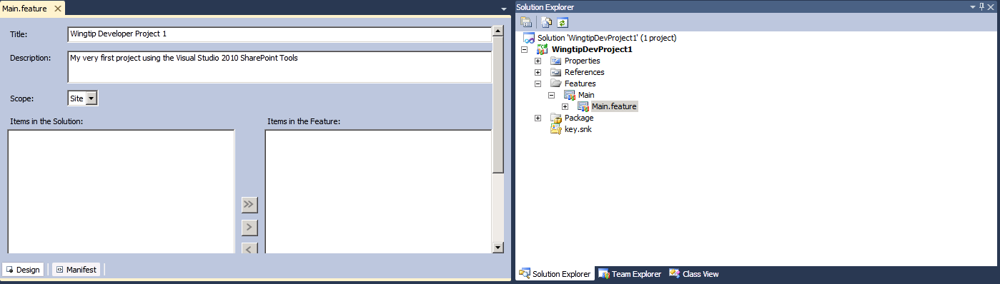 Main.feature
Title:
Wingtip Developer Project 1
Description:
My very first project using the Visual Studio 2010 SharePoint Tools
Scope:
Site
Items in the Solution:
Items in the Feature:
Design
Manifest
Solution Explorer
Solution 'WingtipDevProject1' (1 project)
WingtipDevProject1
Properties
References
Features
Main
Main.feature
Package
key.snk
Solution Explorer
Team Explorer
Class View